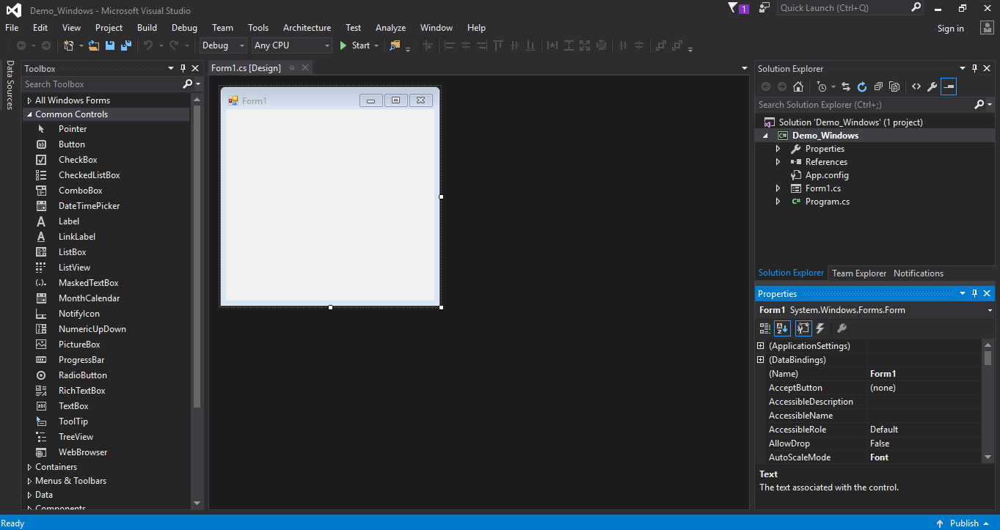 Demo_Windows - Microsoft Visual Studio
1
Quick Launch (Ctrl+Q)
File Edit View Project Build Debug Team Tools Architecture Test Analyze Window Help
Sign in
Debug Any CPU Start
Data Sources
Toolbox
Search Toolbox
All Windows Forms
Common Controls
Pointer
Button
CheckBox
CheckedListBox
ComboBox
DateTimePicker
Label
LinkLabel
ListBox
ListView
MaskedTextBox
MonthCalendar
NotifyIcon
NumericUpDown
PictureBox
ProgressBar
RadioButton
RichTextBox
TextBox
ToolTip
TreeView
WebBrowser
Containers
Menus & Toolbars
Data
Components
Form1.cs [Design]
Form1
Solution Explorer
Search Solution Explorer (Ctrl+;)
Solution 'Demo_Windows' (1 project)
Demo_Windows
Properties
References
App.config
Form1.cs
Program.cs
Solution Explorer Team Explorer Notifications
Properties
Form1 System.Windows.Forms.Form
(ApplicationSettings)
(DataBindings)
(Name) Form1
AcceptButton (none)
AccessibleDescription
AccessibleName
AccessibleRole Default
AllowDrop False
AutoScaleMode Font
Text
The text associated with the control.
Ready
Publish